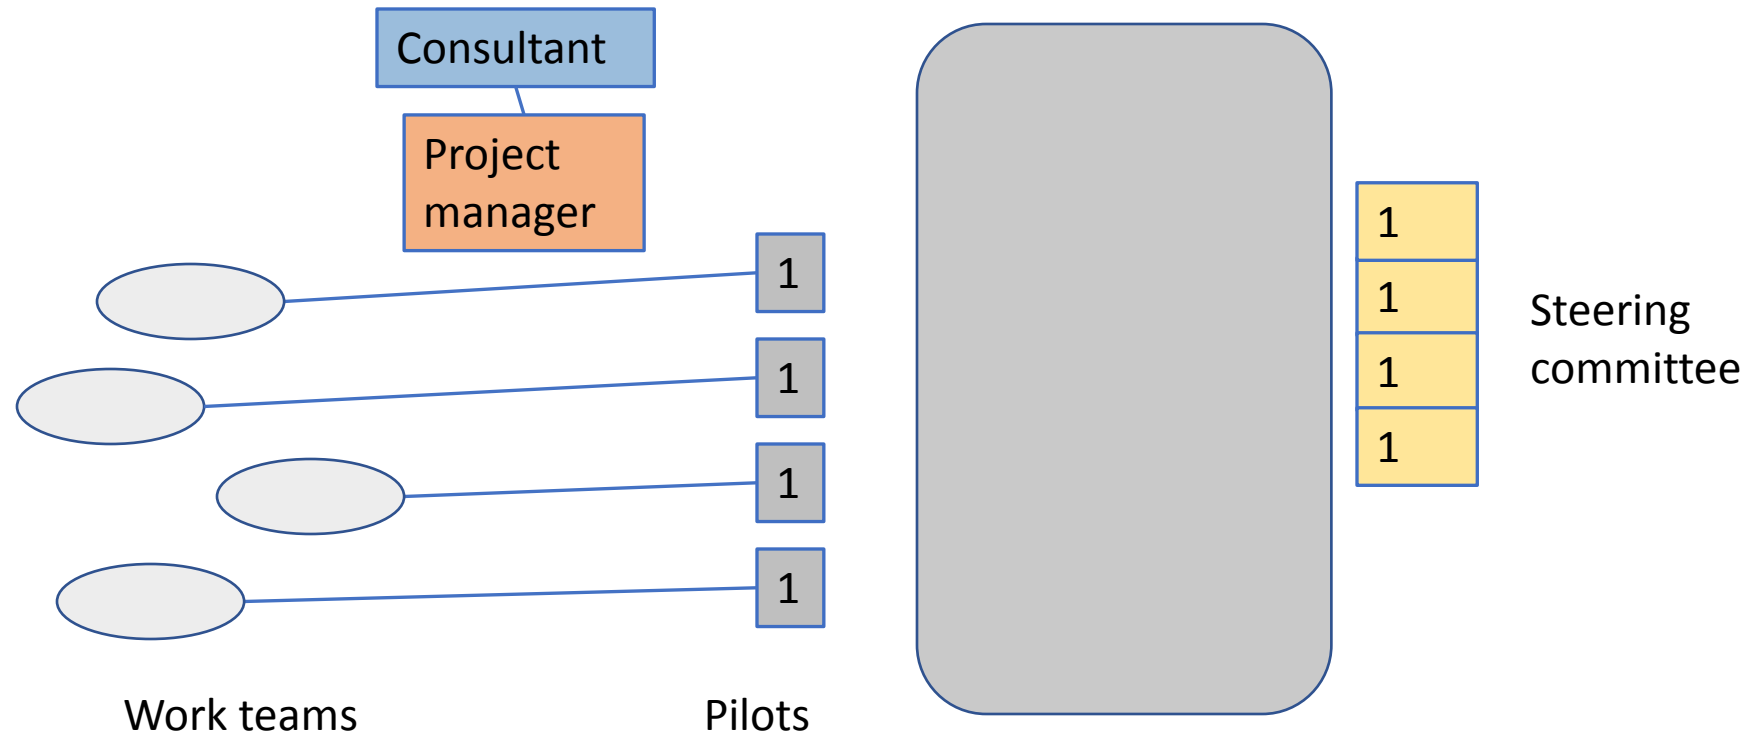 Consultant
Project
manager
1
1
1
1
1
1
1
1
Steering
committee
Work teams
Pilots